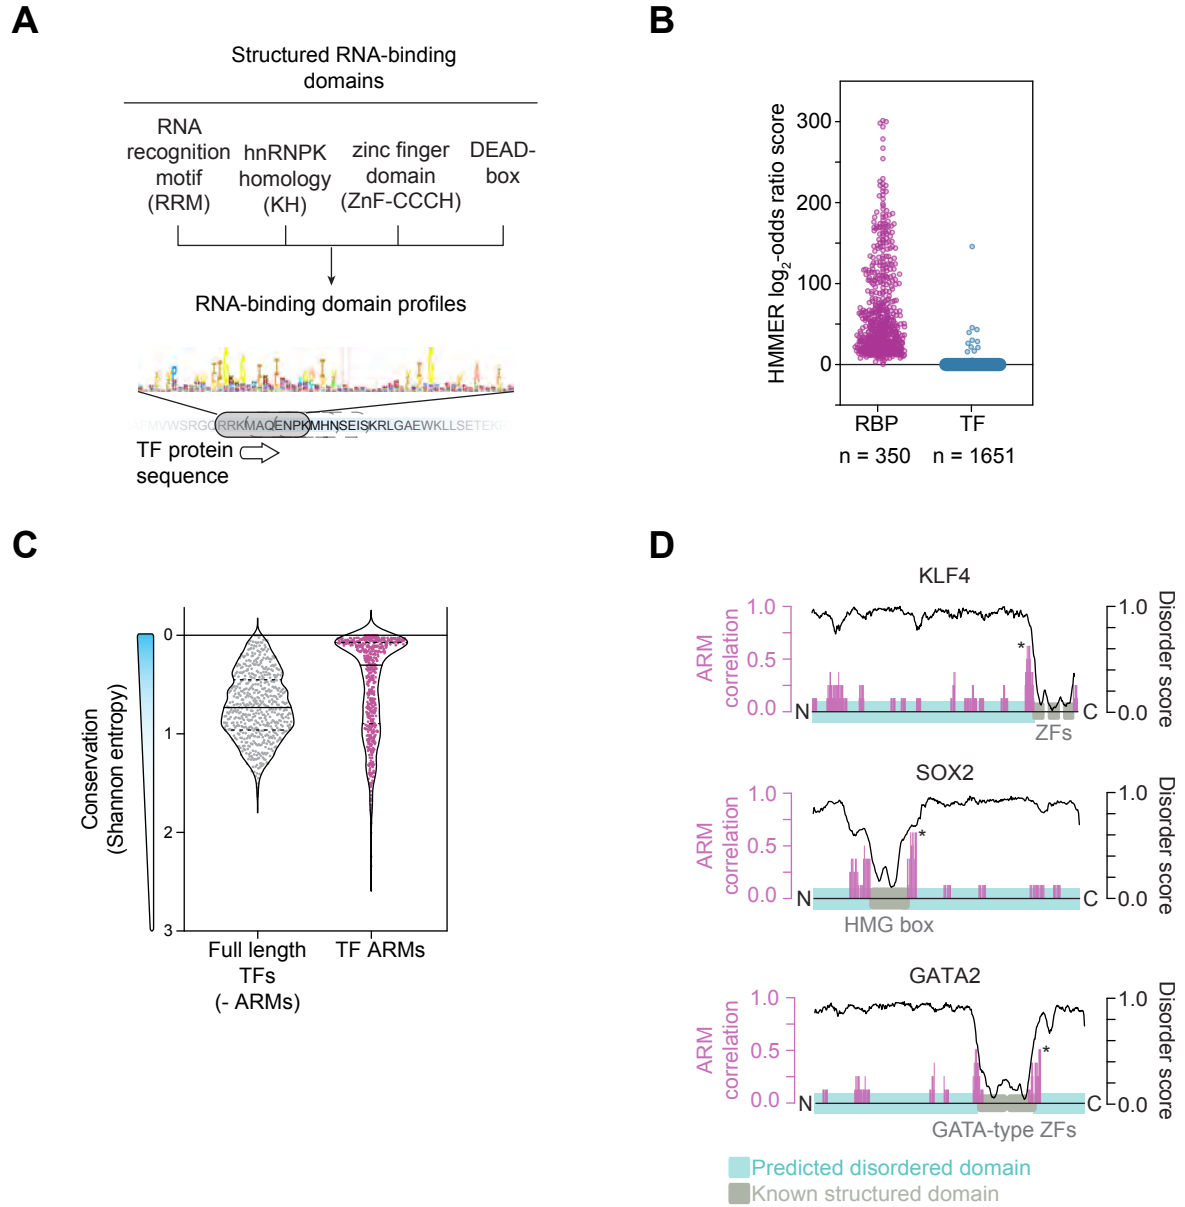 A
Structured RNA-binding
domains
RNA
recognition
motif
(RRM)
hnRNPK
homology
(KH)
zinc finger
domain
(ZnF-CCCH)
DEAD-
box
RNA-binding domain profiles
MVWSRGQRRKMAQENPKMHNSEISKRLGAEWKLLSETEK
TF protein
sequence
B
HMMER log2-odds ratio score
300
200
100
0
RBP
TF
n = 350
n = 1651
C
Conservation
(Shannon entropy)
0
1
2
3
Full length
TFs
(- ARMs)
TF ARMs
D
KLF4
ARM
correlation
1.0
0.5
0.0
N
*
C
ZFs
1.0
0.0
Disorder score
SOX2
ARM
correlation
1.0
0.5
0.0
N
*
C
HMG box
1.0
0.0
Disorder score
GATA2
ARM
correlation
1.0
0.5
0.0
N
*
C
GATA-type ZFs
1.0
0.0
Disorder score
Predicted disordered domain
Known structured domain